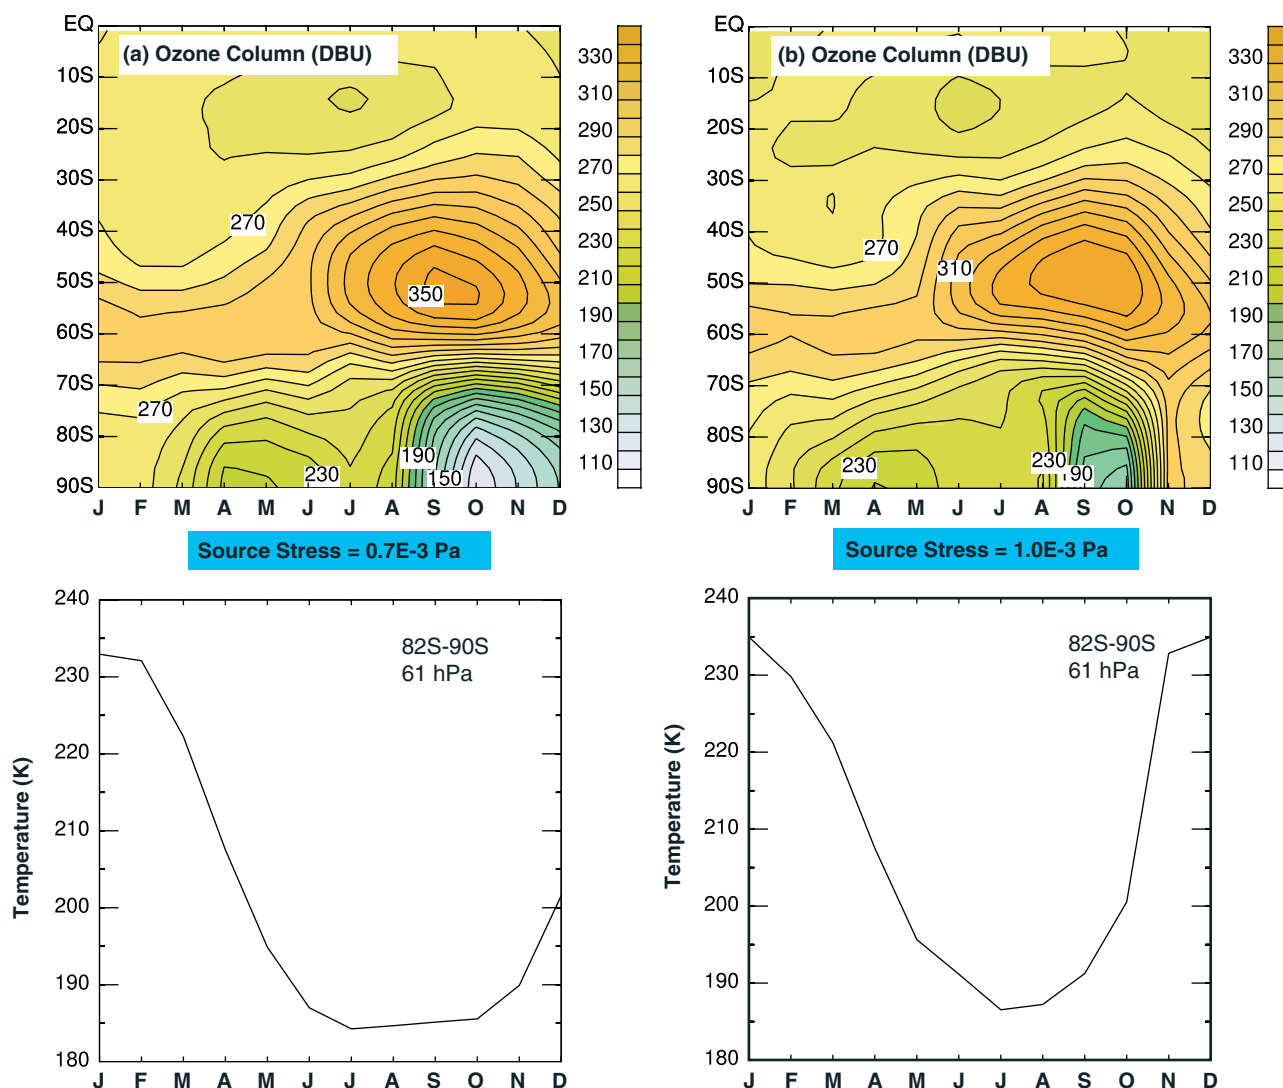 (a) Ozone Column (DBU)
EQ
10S
20S
30S
40S
50S
60S
70S
80S
90S
270
350
270
190
230
150
J F M A M J J A S O N D
330
310
290
270
250
230
210
190
170
150
130
110
(b) Ozone Column (DBU)
EQ
10S
20S
30S
40S
50S
60S
70S
80S
90S
270
310
230
230
190
J F M A M J J A S O N D
330
310
290
270
250
230
210
190
170
150
130
110
Source Stress = 0.7E-3 Pa
Source Stress = 1.0E-3 Pa
240
230
220
210
200
190
180
Temperature (K)
82S-90S
61 hPa
J F M A M J J A S O N D
240
230
220
210
200
190
180
Temperature (K)
82S-90S
61 hPa
J F M A M J J A S O N D